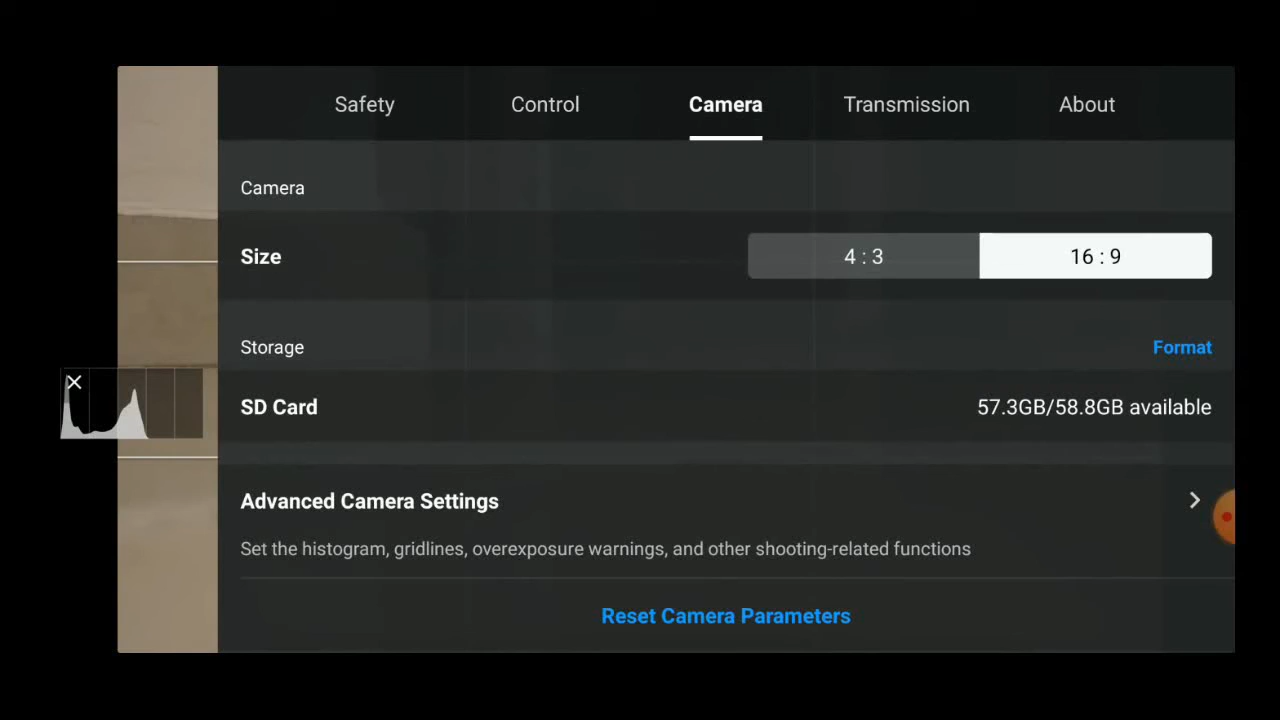 Safety Control Camera Transmission About
Camera
Size 4 : 3 16 : 9
Storage Format
SD Card 57.3GB/58.8GB available
Advanced Camera Settings
Set the histogram, gridlines, overexposure warnings, and other shooting-related functions
Reset Camera Parameters